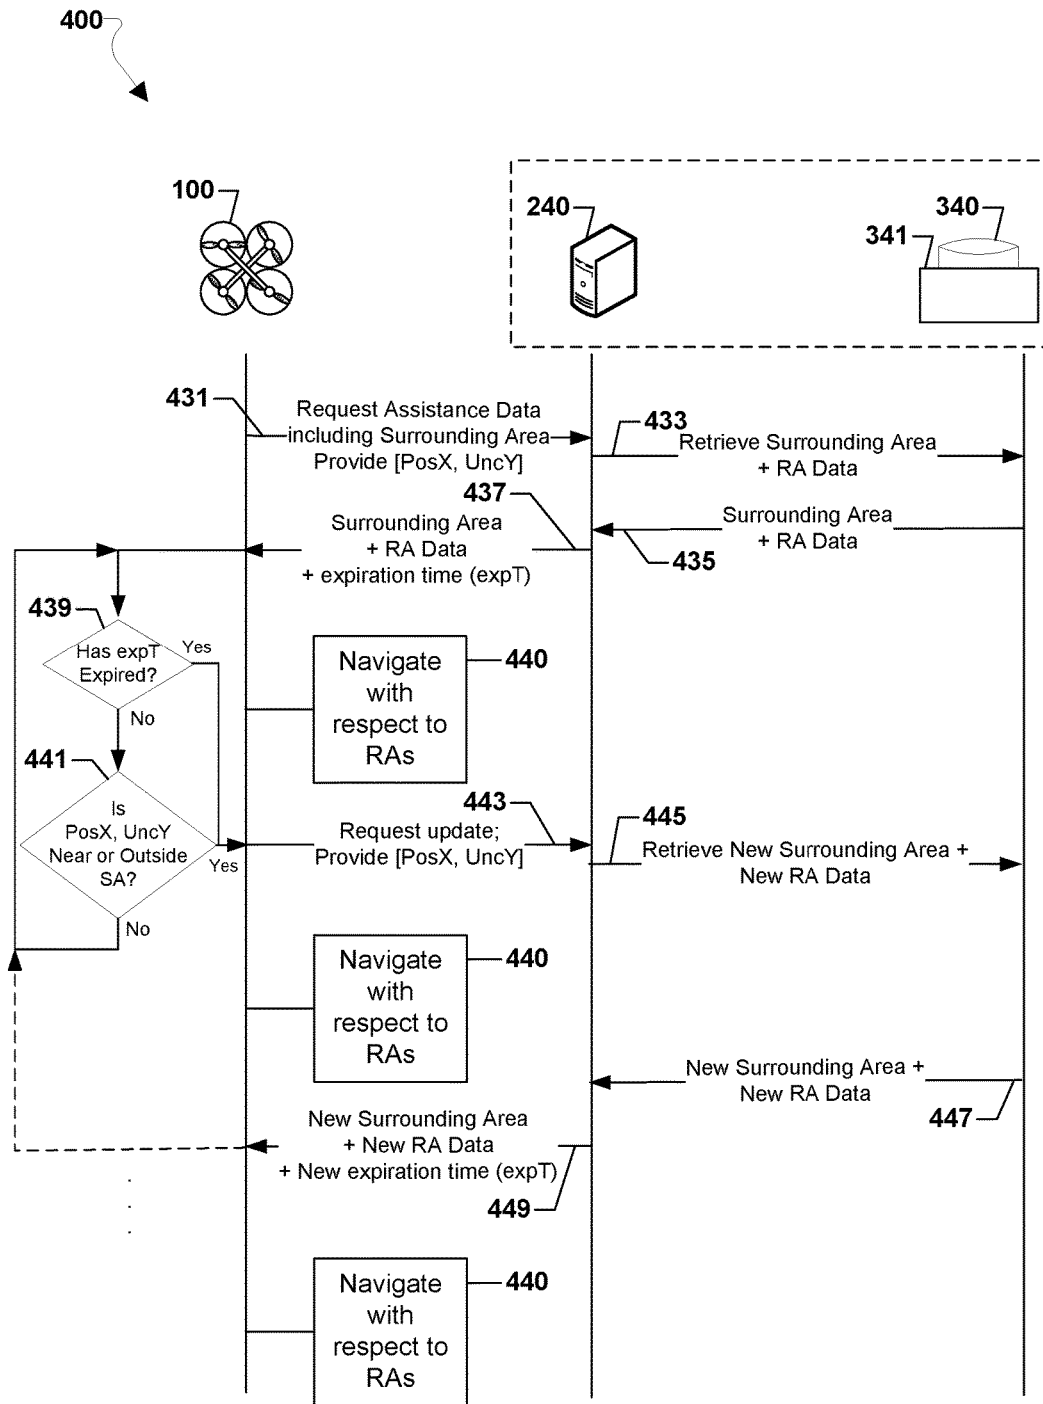 400
100
240
340
341
431
Request Assistance Data
including Surrounding Area
Provide [PosX, UncY]
433
Retrieve Surrounding Area
+ RA Data
437
Surrounding Area
+ RA Data
+ expiration time (expT)
Surrounding Area
+ RA Data
435
439
Has expT
Expired?
Yes
No
Navigate
with
respect to
RAs
440
441
Is
PosX, UncY
Near or Outside
SA?
Yes
No
443
Request update;
Provide [PosX, UncY]
445
Retrieve New Surrounding Area +
New RA Data
Navigate
with
respect to
RAs
440
New Surrounding Area +
New RA Data
447
New Surrounding Area
+ New RA Data
+ New expiration time (expT)
449
Navigate
with
respect to
RAs
440